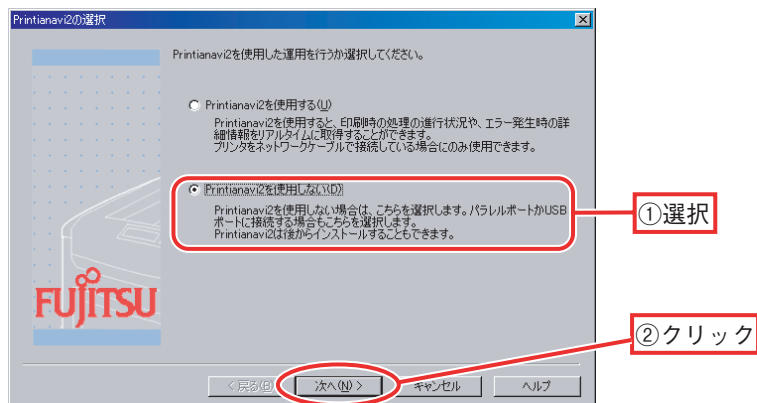 Printianavi2の選択
Printianavi2を使用した運用を行うか選択してください。
Printianavi2を使用する(U)
Printianavi2を使用すると、印刷時の処理の進行状況や、エラー発生時の詳
細情報をリアルタイムに取得することができます。
プリンタをネットワークケーブルで接続している場合にのみ使用できます。
Printianavi2を使用しない(D)
Printianavi2を使用しない場合は、こちらを選択します。パラレルポートかUSB
ポートに接続する場合もこちらを選択します。
Printianavi2は後からインストールすることもできます。
①選択
FUJITSU
②クリック
< 戻る(B) 次へ(N) > キャンセル ヘルプ